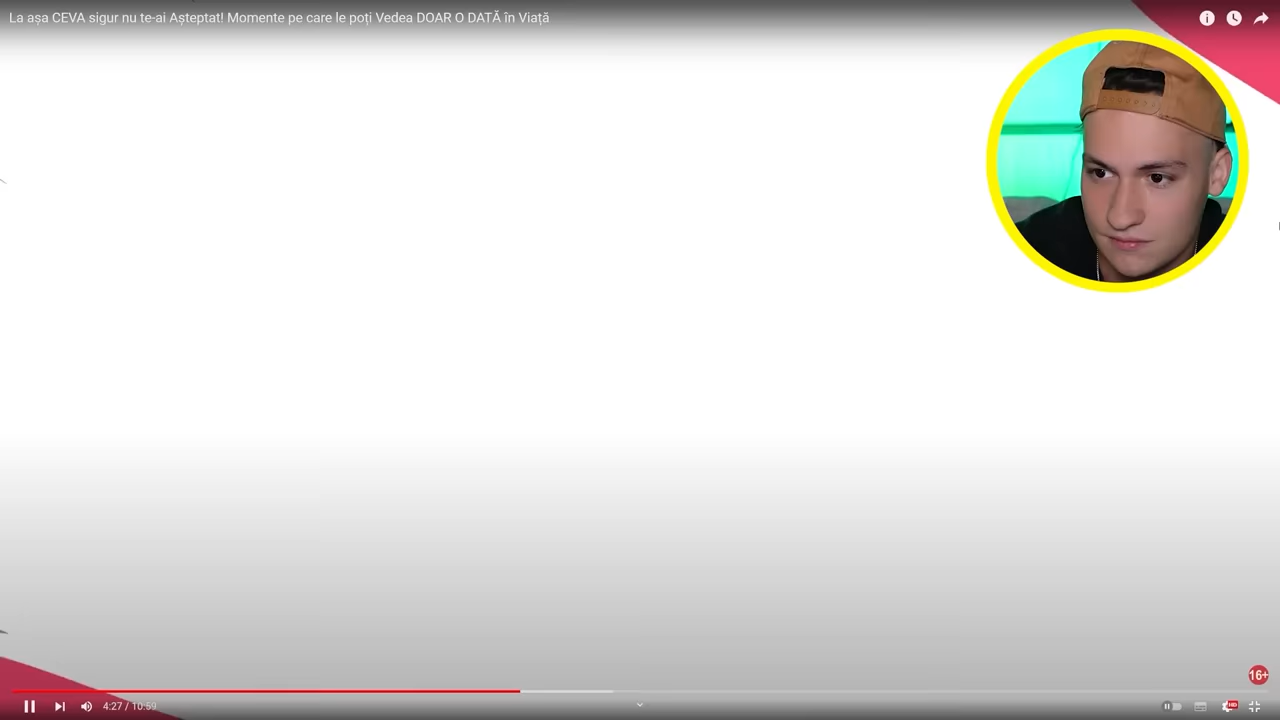 La așa CEVA sigur nu te-ai Așteptat! Momente pe care le poți Vedea DOAR O DATĂ în Viață
16+
4:27 / 10:59
HD